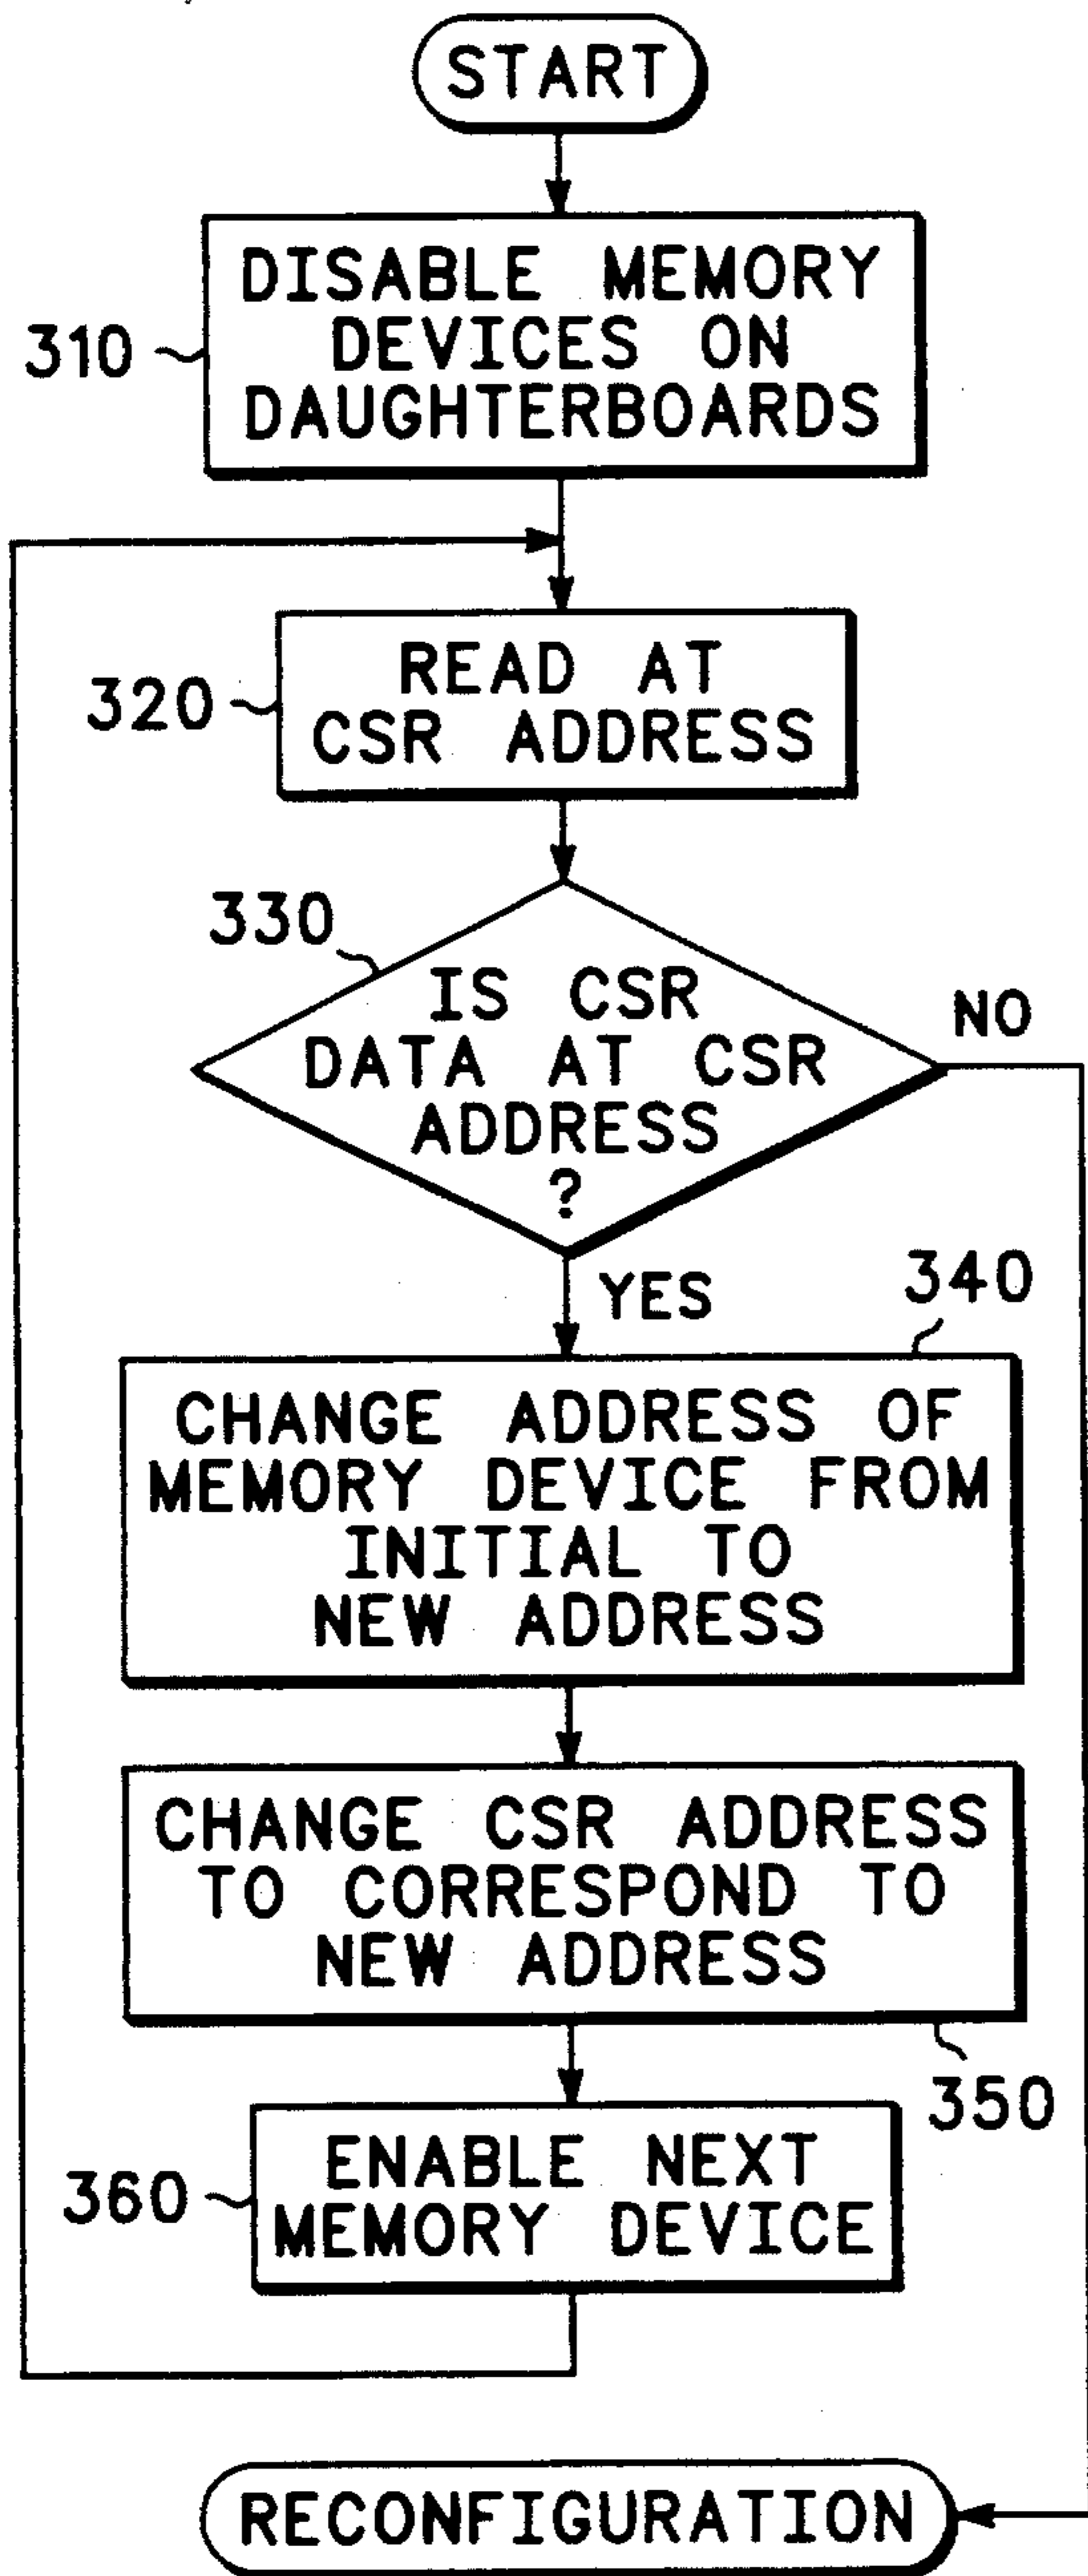 START
DISABLE MEMORY
DEVICES ON
DAUGHTERBOARDS
310
READ AT
CSR ADDRESS
320
330
IS CSR
DATA AT CSR
ADDRESS
?
NO
YES
340
CHANGE ADDRESS OF
MEMORY DEVICE FROM
INITIAL TO
NEW ADDRESS
CHANGE CSR ADDRESS
TO CORRESPOND TO
NEW ADDRESS
350
ENABLE NEXT
MEMORY DEVICE
360
RECONFIGURATION